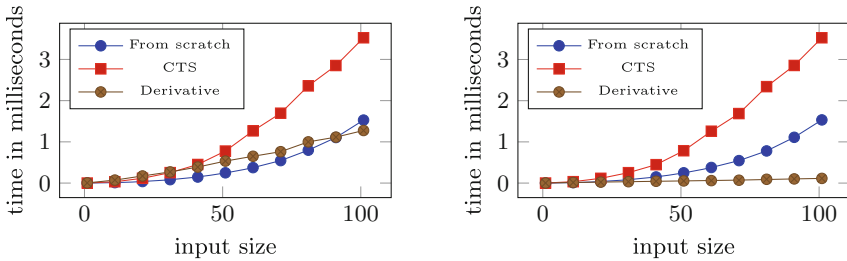 time in milliseconds
3
2
1
0
From scratch
CTS
Derivative
0
50
100
input size
time in milliseconds
3
2
1
0
From scratch
CTS
Derivative
0
50
100
input size